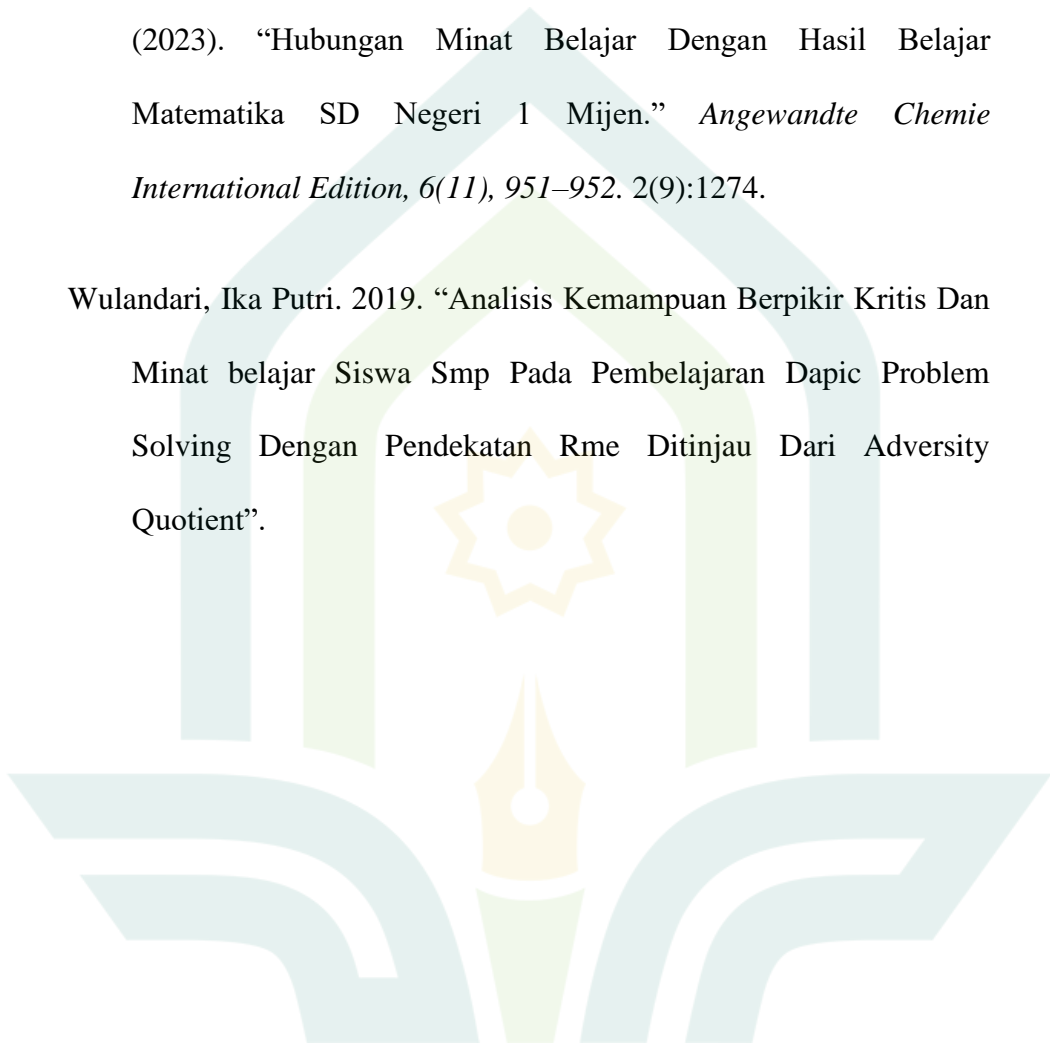 (2023). “Hubungan Minat Belajar Dengan Hasil Belajar
Matematika SD Negeri 1 Mijen.” Angewandte Chemie
International Edition, 6(11), 951–952. 2(9):1274.
Wulandari, Ika Putri. 2019. “Analisis Kemampuan Berpikir Kritis Dan
Minat belajar Siswa Smp Pada Pembelajaran Dapic Problem
Solving Dengan Pendekatan Rme Ditinjau Dari Adversity
Quotient”.